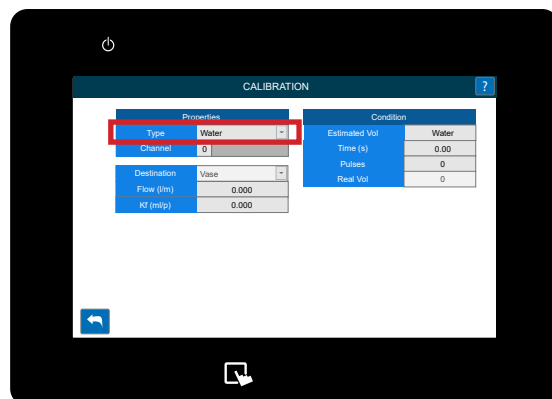 CALIBRATION ?
Properties
Type Water
Channel 0
Destination Vase
Flow (l/m) 0.000
Kf (ml/p) 0.000
Condition
Estimated Vol Water
Time (s) 0.00
Pulses 0
Real Vol 0